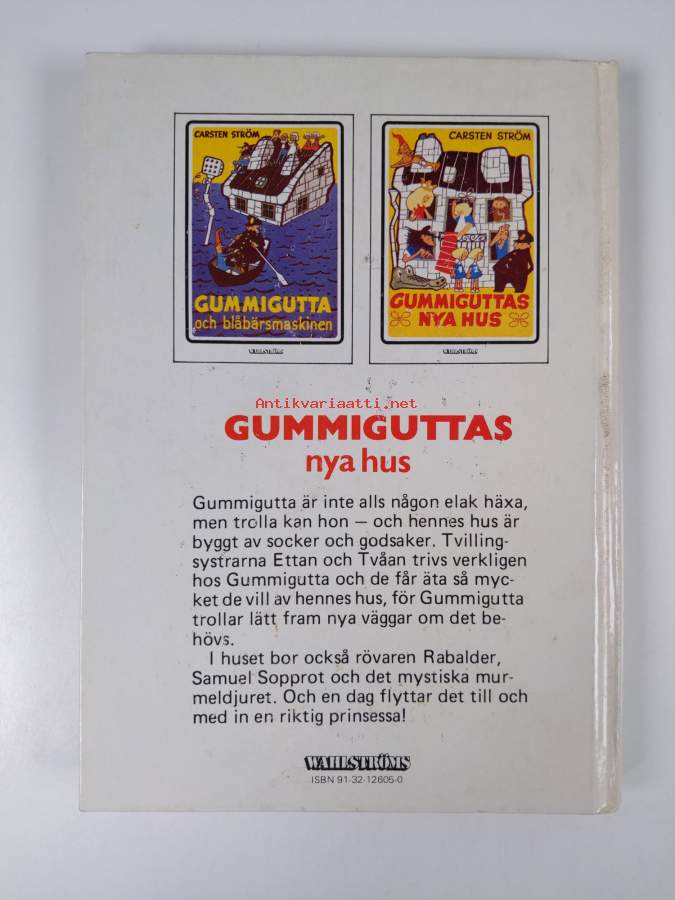 CARSTEN STRÖM
GUMMIGUTTA
och blåbärsmaskinen
WAHLSTRÖMS
CARSTEN STRÖM
GUMMIGUTTAS
NYA HUS
WAHLSTRÖMS
Antikvariaatti.net
GUMMIGUTTAS
nya hus
Gummigutta är inte alls någon elak häxa,
men trolla kan hon – och hennes hus är
byggt av socker och godsaker. Tvilling-
systrarna Ettan och Tvåan trivs verkligen
hos Gummigutta och de får äta så myc-
ket de vill av hennes hus, för Gummigutta
trollar lätt fram nya väggar om det be-
hövs.
I huset bor också rövaren Rabalder,
Samuel Sopprot och det mystiska mur-
meldjuret. Och en dag flyttar det till och
med in en riktig prinsessa!
WAHLSTRÖMS
ISBN 91-32-12605-0